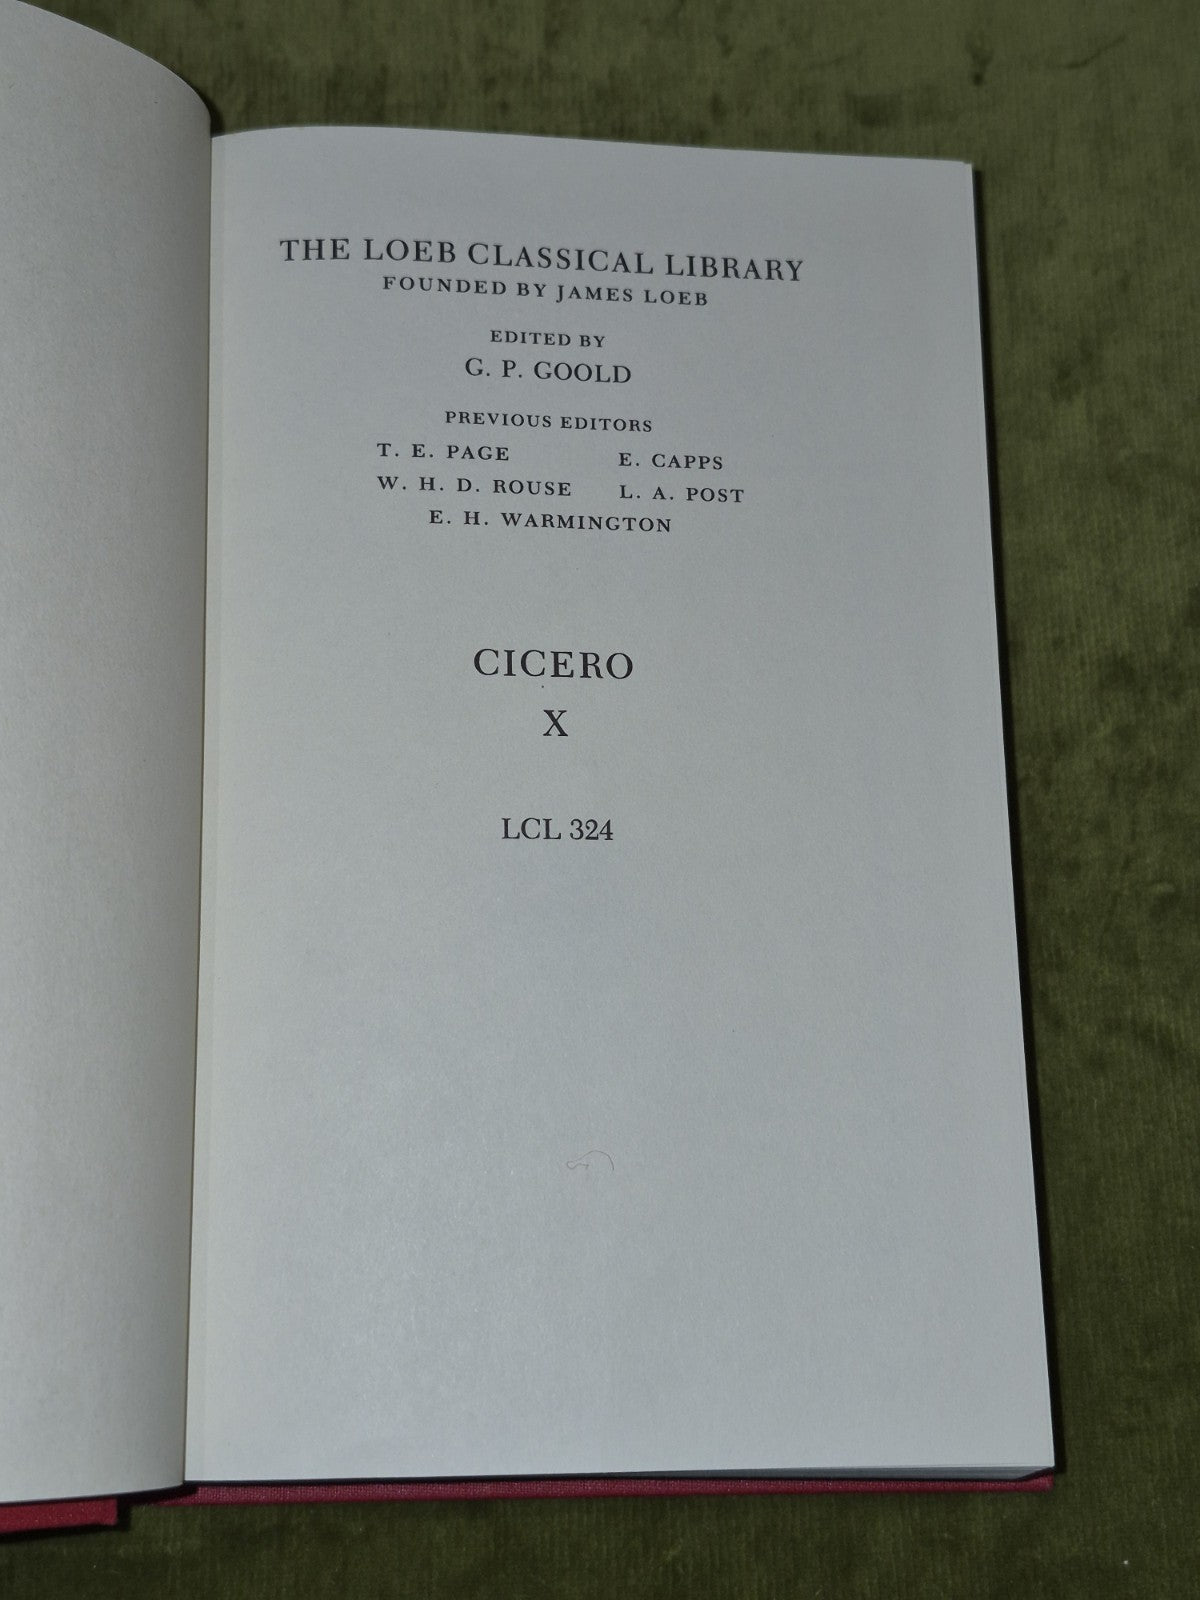 THE LOEB CLASSICAL LIBRARY
FOUNDED BY JAMES LOEB
EDITED BY
G. P. GOOLD
PREVIOUS EDITORS
T. E. PAGE E. CAPPS
W. H. D. ROUSE L. A. POST
E. H. WARMINGTON
CICERO
X
LCL 324